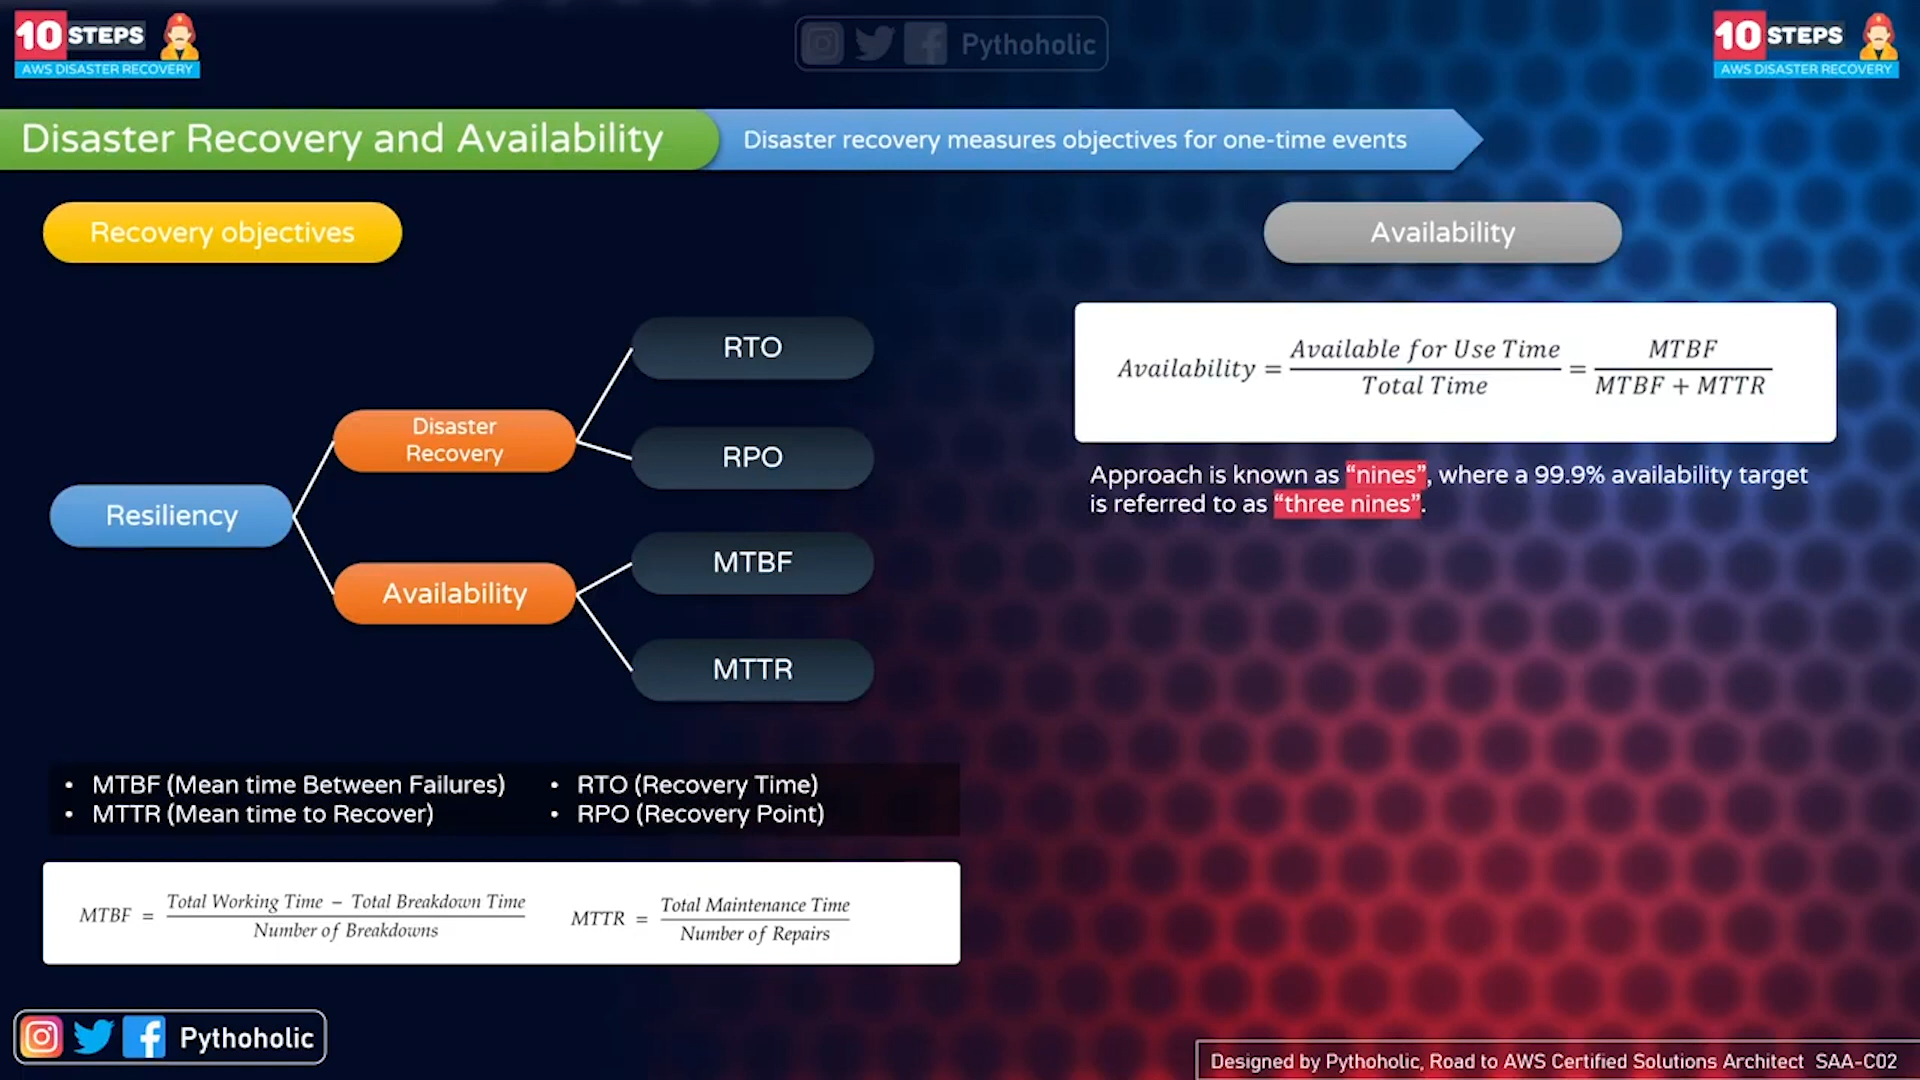 10 STEPS
AWS DISASTER RECOVERY
Pythoholic
10 STEPS
AWS DISASTER RECOVERY
Disaster Recovery and Availability
Disaster recovery measures objectives for one-time events
Recovery objectives
Availability
RTO
Disaster
Recovery
RPO
Resiliency
MTBF
Availability
MTTR
Availability = Available for Use Time / Total Time = MTBF / MTBF + MTTR
Approach is known as “nines”, where a 99.9% availability target
is referred to as “three nines”.
• MTBF (Mean time Between Failures)
• MTTR (Mean time to Recover)
• RTO (Recovery Time)
• RPO (Recovery Point)
MTBF = Total Working Time − Total Breakdown Time / Number of Breakdowns
MTTR = Total Maintenance Time / Number of Repairs
Pythoholic
Designed by Pythoholic, Road to AWS Certified Solutions Architect SAA-C02